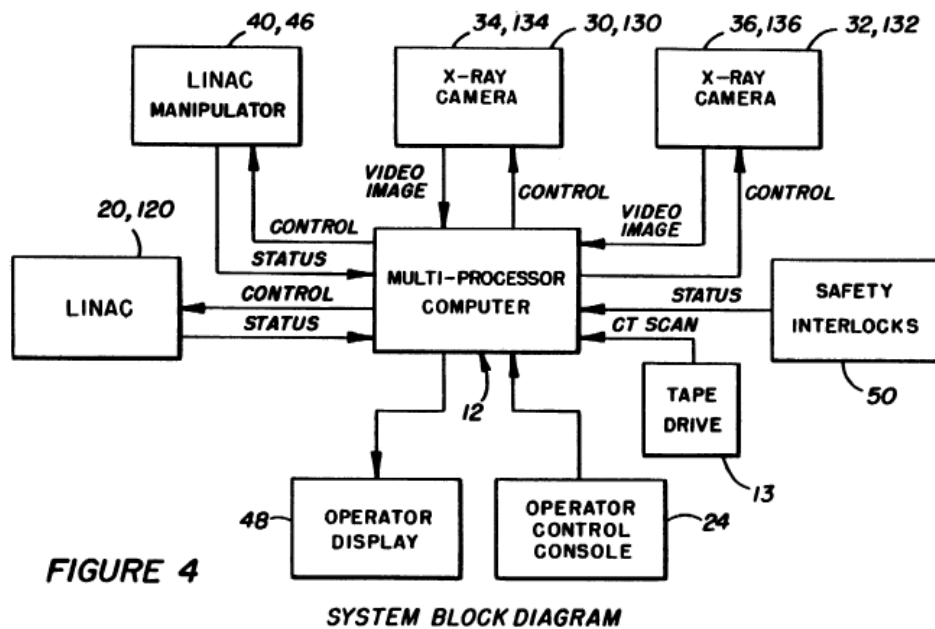 40,46
34,134
30,130
36,136
32,132
LINAC
MANIPULATOR
X-RAY
CAMERA
X-RAY
CAMERA
VIDEO
IMAGE
CONTROL
VIDEO
IMAGE
CONTROL
20,120
CONTROL
STATUS
LINAC
CONTROL
STATUS
MULTI-PROCESSOR
COMPUTER
STATUS
CT SCAN
SAFETY
INTERLOCKS
12
TAPE
DRIVE
50
13
48
OPERATOR
DISPLAY
OPERATOR
CONTROL
CONSOLE
24
FIGURE 4
SYSTEM BLOCK DIAGRAM